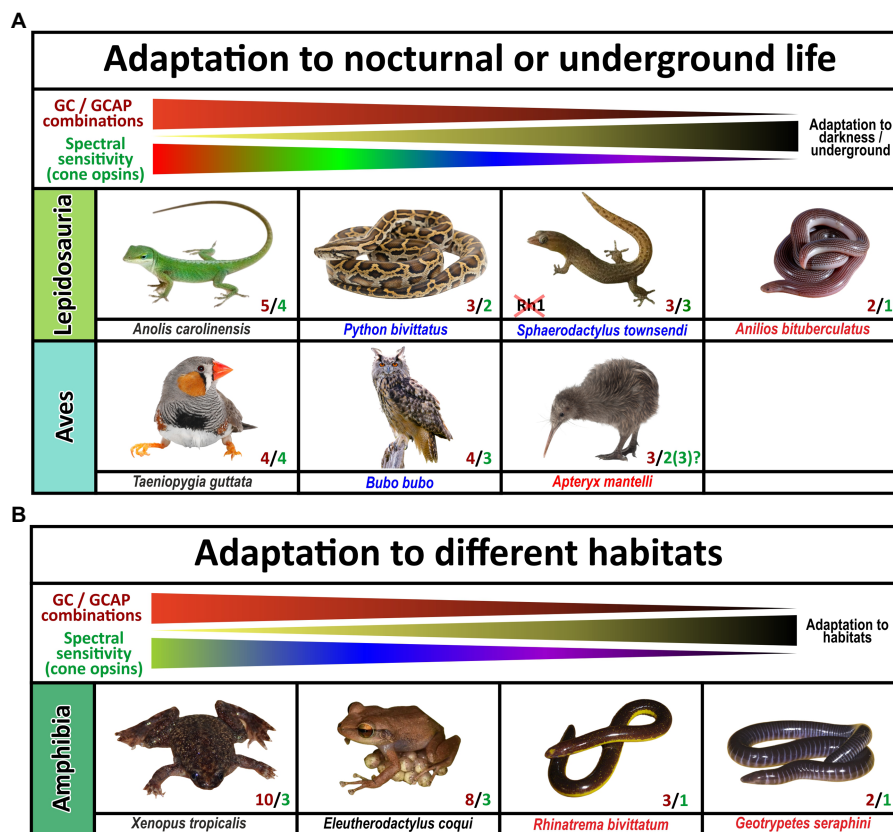 A
Adaptation to nocturnal or underground life
GC / GCAP
combinations
Spectral
sensitivity
(cone opsins)
Adaptation to
darkness /
underground
Lepidosauria
5/4
3/2
Rh1
3/3
2/1
Anolis carolinensis
Python bivittatus
Sphaerodactylus townsendi
Anilios bituberculatus
Aves
4/4
4/3
3/2(3)?
Taeniopygia guttata
Bubo bubo
Apteryx mantelli
B
Adaptation to different habitats
GC / GCAP
combinations
Spectral
sensitivity
(cone opsins)
Adaptation to
habitats
Amphibia
10/3
8/3
3/1
2/1
Xenopus tropicalis
Eleutherodactylus coqui
Rhinatrema bivittatum
Geotrypetes seraphini